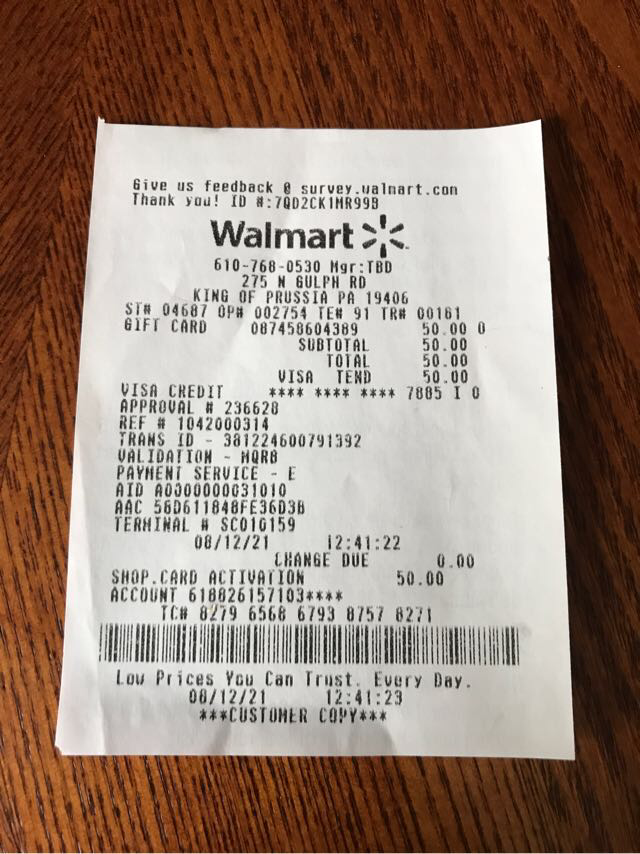 Give us feedback @ survey.walmart.com
Thank you! ID #:7QD2CK1MR99B
Walmart
610-768-0530 Mgr:TBD
275 N GULPH RD
KING OF PRUSSIA PA 19406
ST# 04687 OP# 002754 TE# 91 TR# 00161
GIFT CARD 087458604389 50.00 O
SUBTOTAL 50.00
TOTAL 50.00
VISA TEND 50.00
VISA CREDIT **** **** **** 7885 I 0
APPROVAL # 236628
REF # 1042000314
TRANS ID - 381224600791392
VALIDATION - MQRB
PAYMENT SERVICE - E
AID A0000000031010
AAC 58D611848FE36D3B
TERMINAL # SC010159
08/12/21 12:41:22
CHANGE DUE 0.00
SHOP.CARD ACTIVATION 50.00
ACCOUNT 618826157103****
TC# 8279 6568 6793 8757 8271
Low Prices You Can Trust. Every Day.
08/12/21 12:41:23
***CUSTOMER COPY***